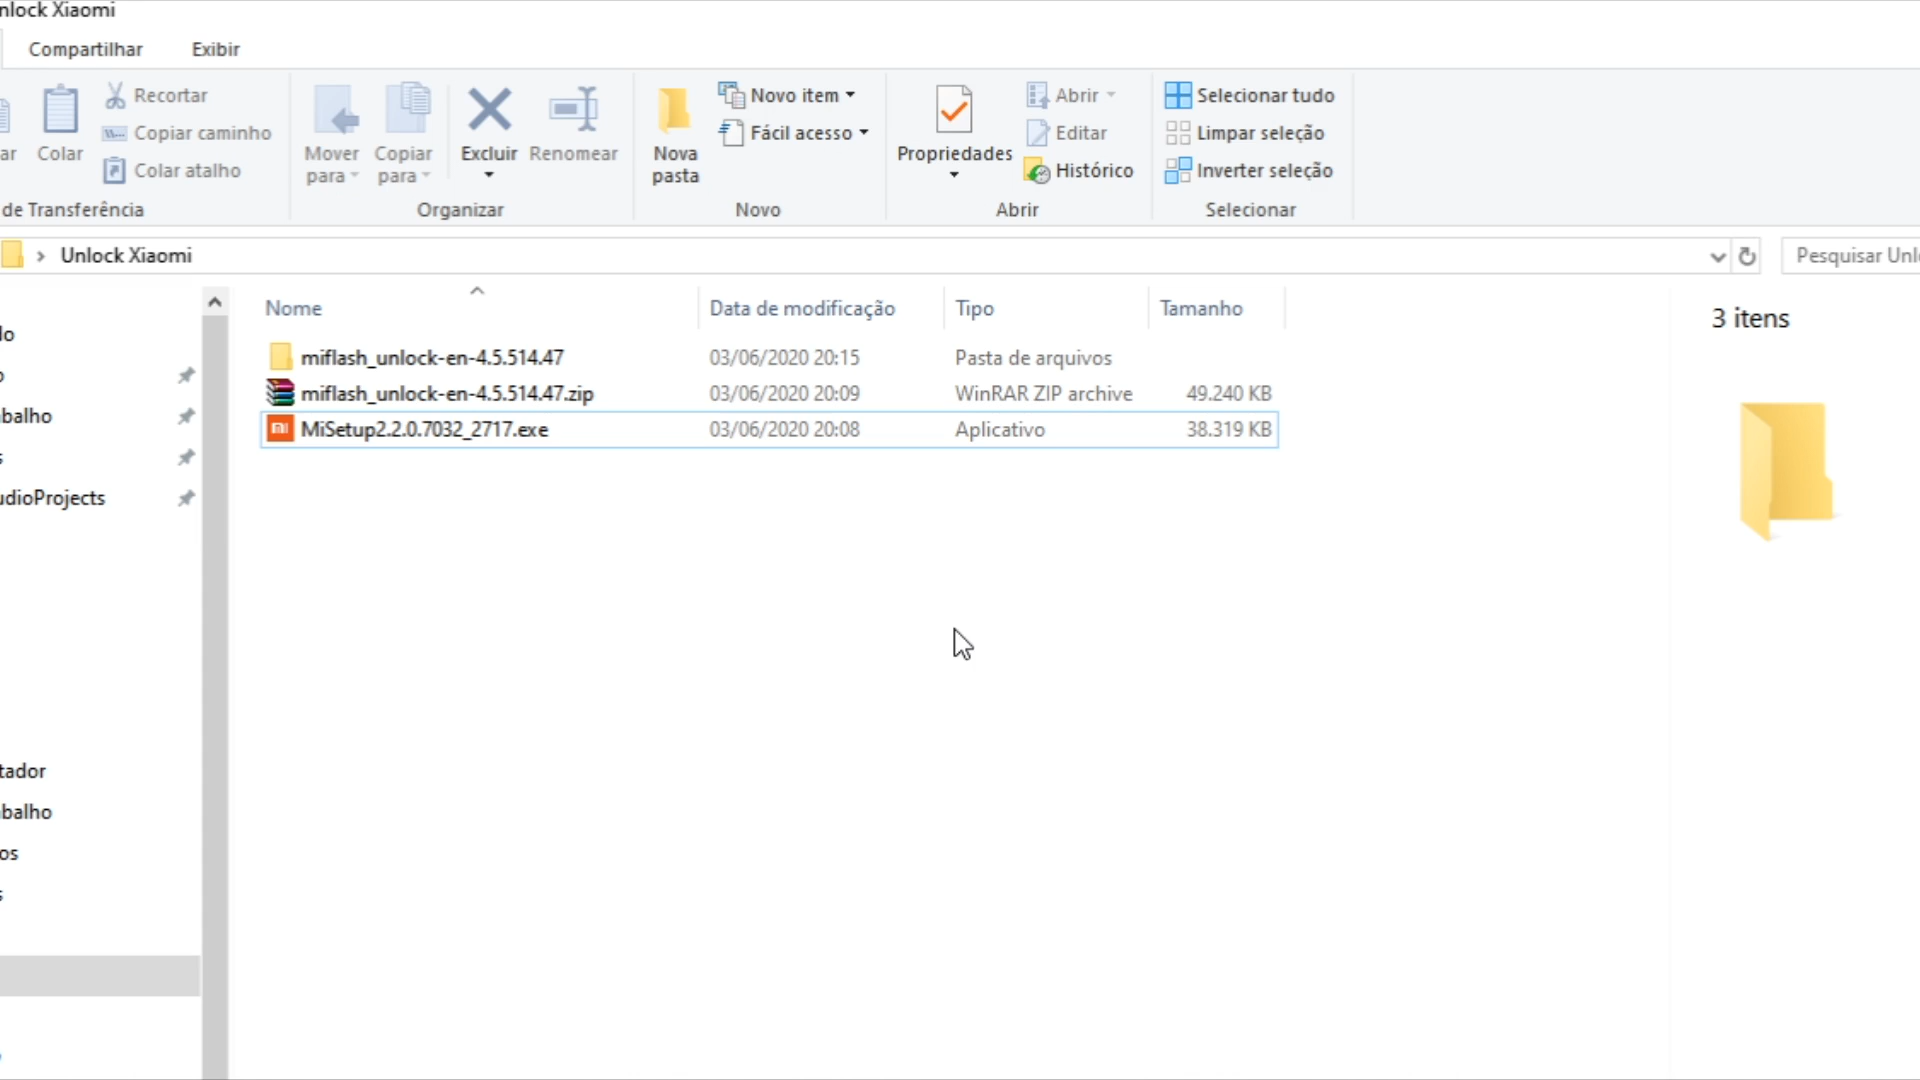 nlock Xiaomi
Compartilhar Exibir
ar
Colar
Recortar
Copiar caminho
Colar atalho
de Transferência
Mover para
Copiar para
Excluir
Renomear
Organizar
Nova pasta
Novo item
Fácil acesso
Novo
Propriedades
Abrir
Editar
Histórico
Abrir
Selecionar tudo
Limpar seleção
Inverter seleção
Selecionar
Unlock Xiaomi
Pesquisar Unlo
Nome Data de modificação Tipo Tamanho
miflash_unlock-en-4.5.514.47 03/06/2020 20:15 Pasta de arquivos
miflash_unlock-en-4.5.514.47.zip 03/06/2020 20:09 WinRAR ZIP archive 49.240 KB
MiSetup2.2.0.7032_2717.exe 03/06/2020 20:08 Aplicativo 38.319 KB
3 itens
lo
o
balho
s
udioProjects
tador
balho
os
s